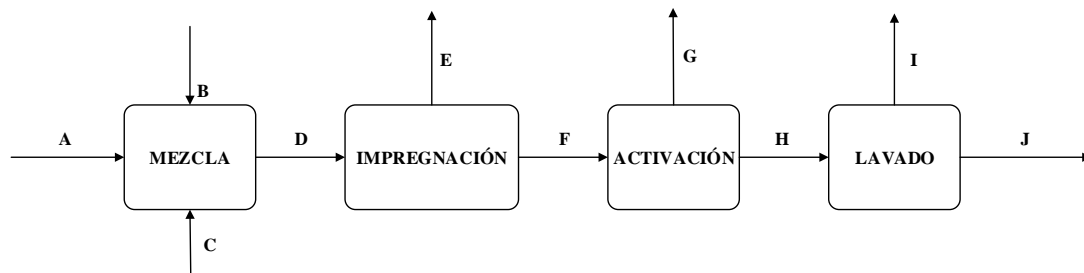 E
G
I
B
A
MEZCLA
D
IMPREGNACIÓN
F
ACTIVACIÓN
H
LAVADO
J
C